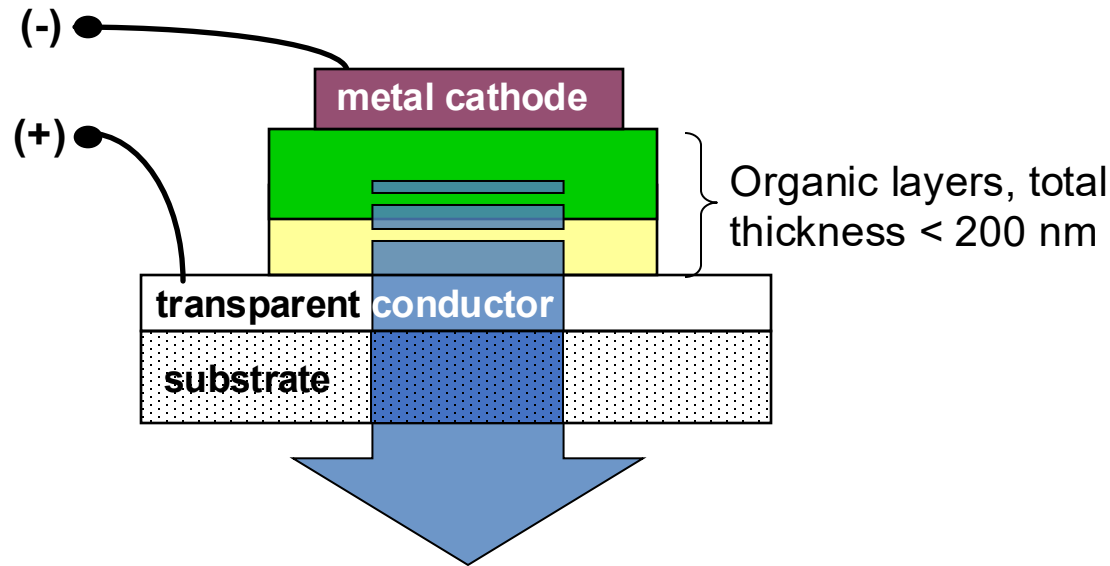 (-)
metal cathode
(+)
Organic layers, total
thickness < 200 nm
transparent conductor
substrate